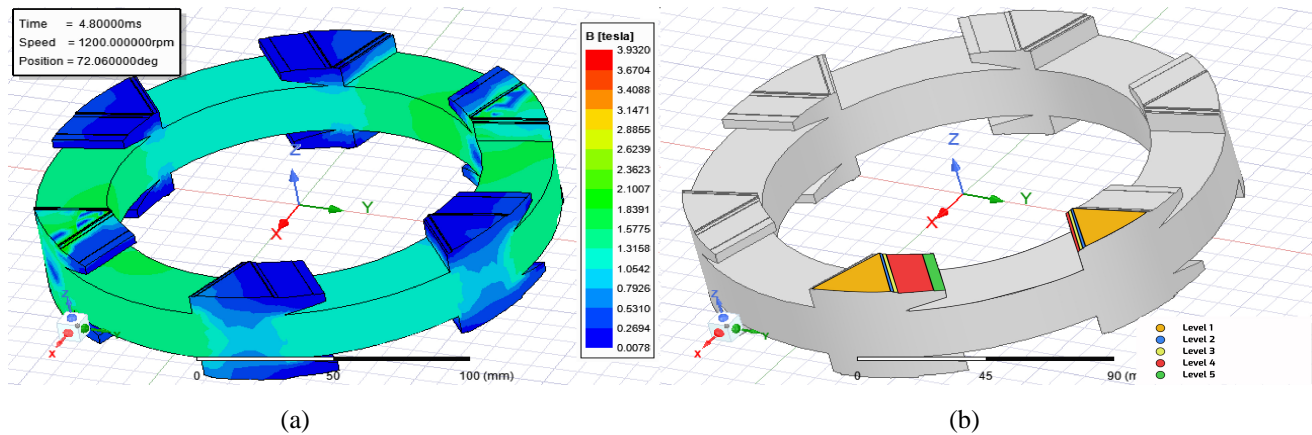 Time = 4.80000ms
Speed = 1200.000000rpm
Position = 72.060000deg
B [tesla]
3.9320
3.6704
3.4088
3.1471
2.8855
2.6239
2.3623
2.1007
1.8391
1.5774
1.3158
1.0542
0.7926
0.5310
0.2694
0.0078
Z
Y
X
Z
Y
X
0
50
100 (mm)
Z
Y
X
Z
Y
X
0
45
90 (m
Level 1
Level 2
Level 3
Level 4
Level 5
(a)
(b)